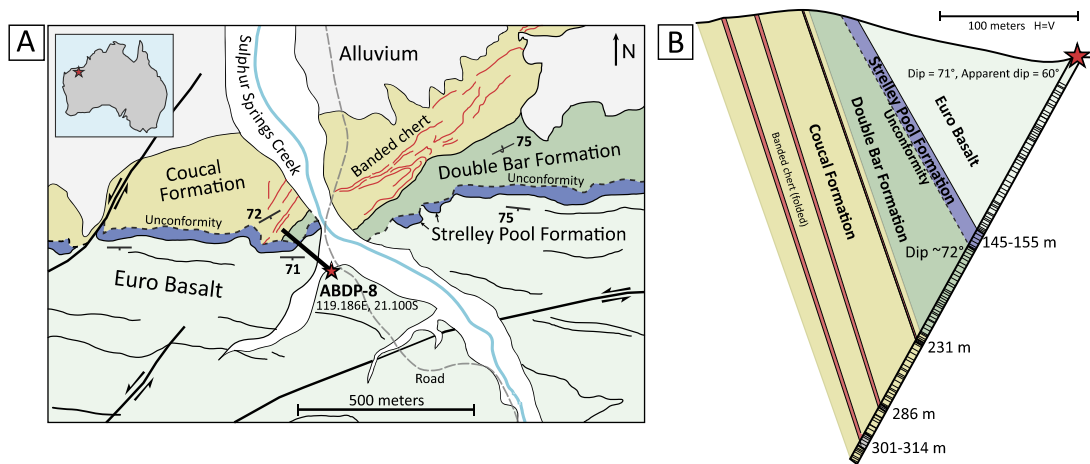 A
N
Alluvium
Sulphur Springs Creek
Banded chert
75
Double Bar Formation
Unconformity
Coucal
Formation
Unconformity
72
75
Strelley Pool Formation
71
Euro Basalt
ABDP-8
119.186E, 21.100S
Road
500 meters
B
100 meters H=V
Dip = 71°, Apparent dip = 60°
Strelley Pool Formation
Unconformity
Euro Basalt
Double Bar Formation
Coucal Formation
Banded chert (folded)
Dip ~72°
145-155 m
231 m
286 m
301-314 m